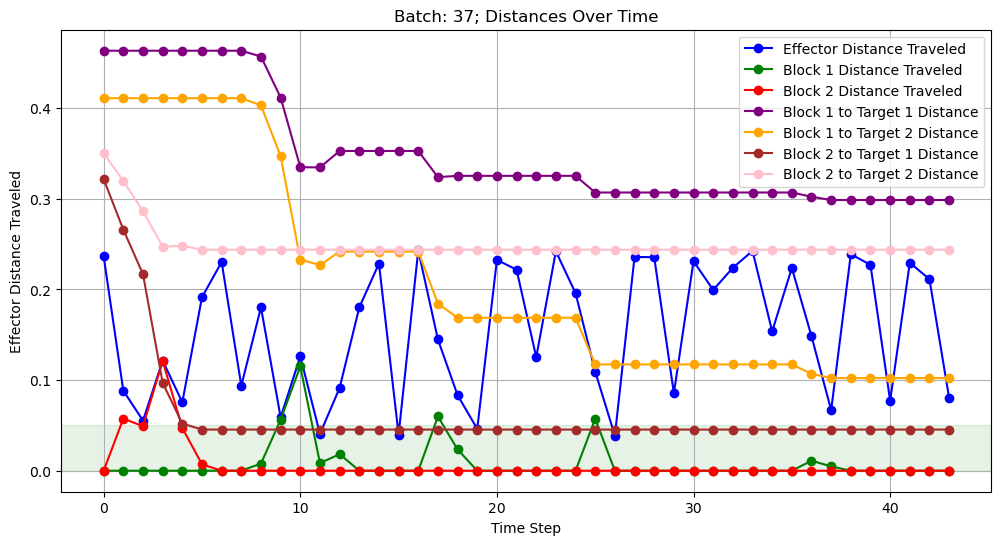 Batch: 37; Distances Over Time
Effector Distance Traveled
Block 1 Distance Traveled
Block 2 Distance Traveled
Block 1 to Target 1 Distance
Block 1 to Target 2 Distance
Block 2 to Target 1 Distance
Block 2 to Target 2 Distance
Effector Distance Traveled
0.4
0.3
0.2
0.1
0.0
0 10 20 30 40
Time Step